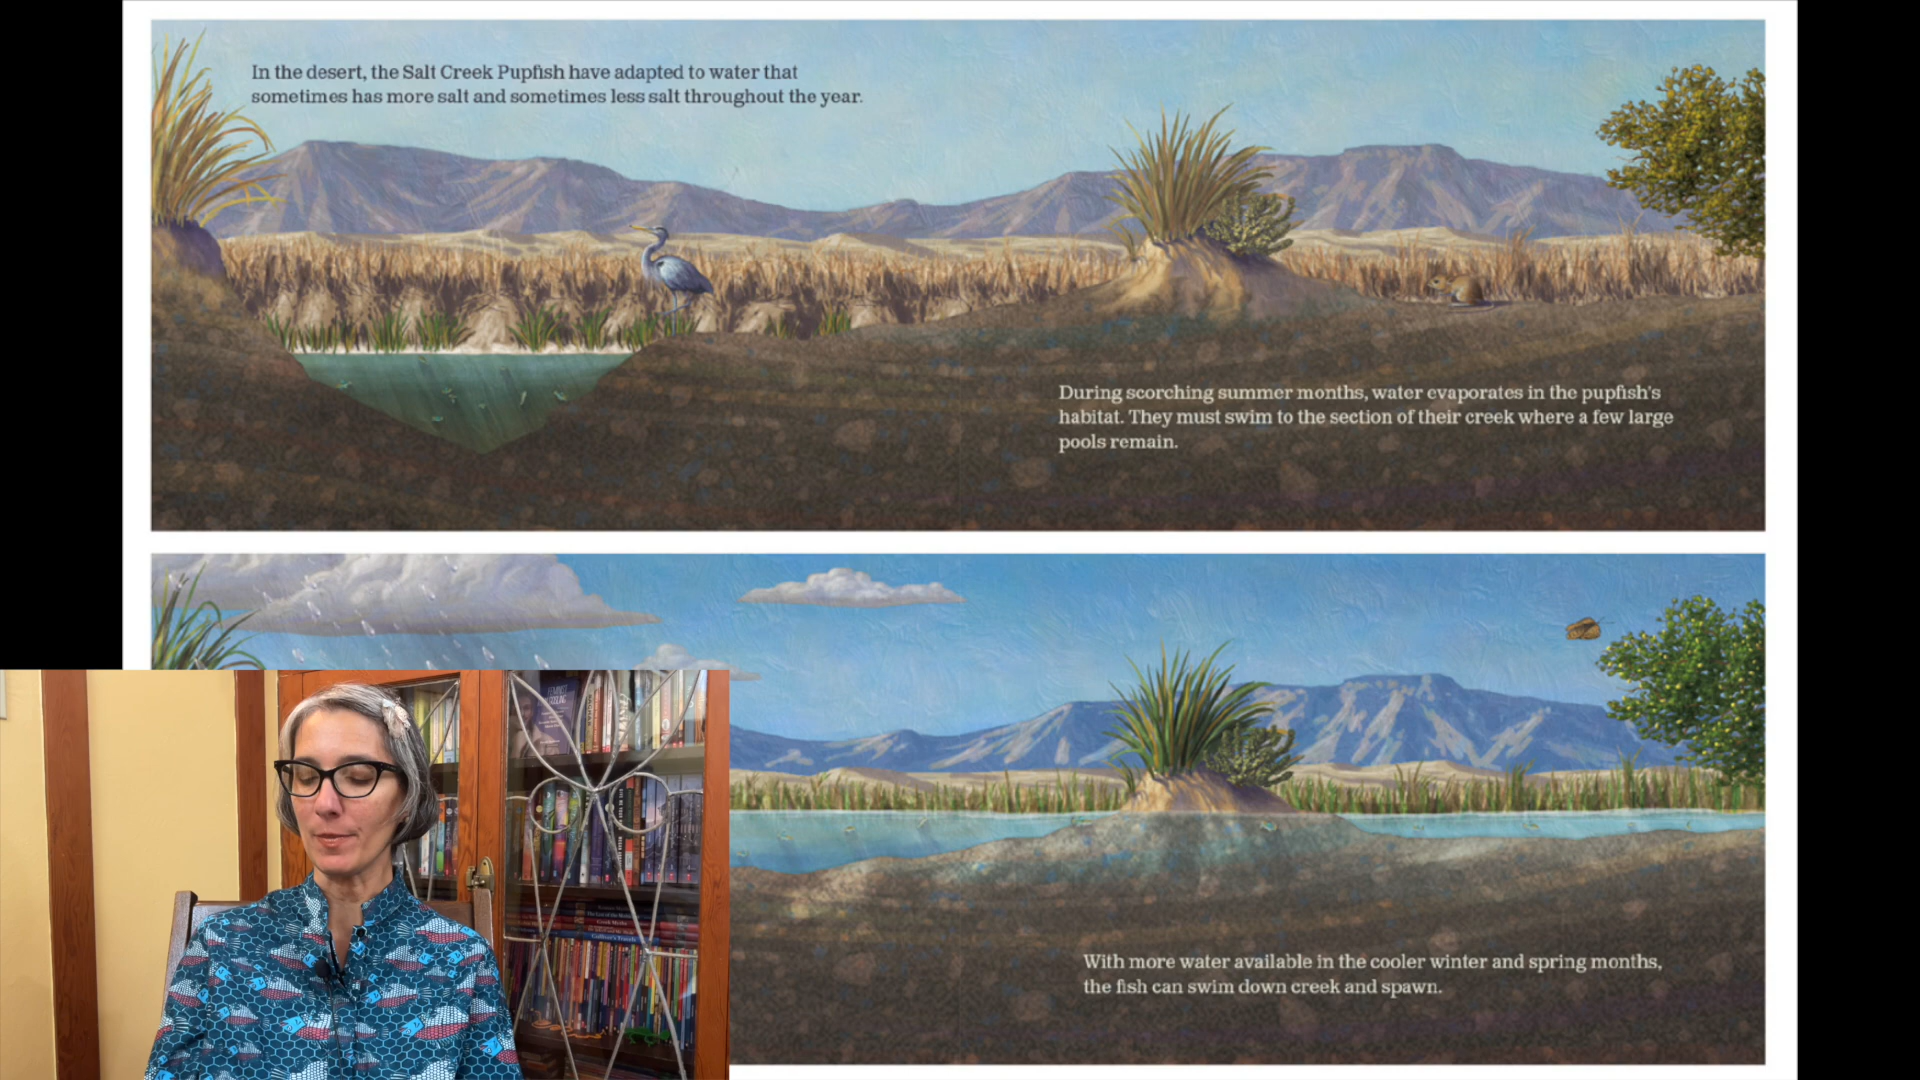 In the desert, the Salt Creek Pupfish have adapted to water that
sometimes has more salt and sometimes less salt throughout the year.
During scorching summer months, water evaporates in the pupfish's
habitat. They must swim to the section of their creek where a few large
pools remain.
With more water available in the cooler winter and spring months,
the fish can swim down creek and spawn.
Gulliver's Travels